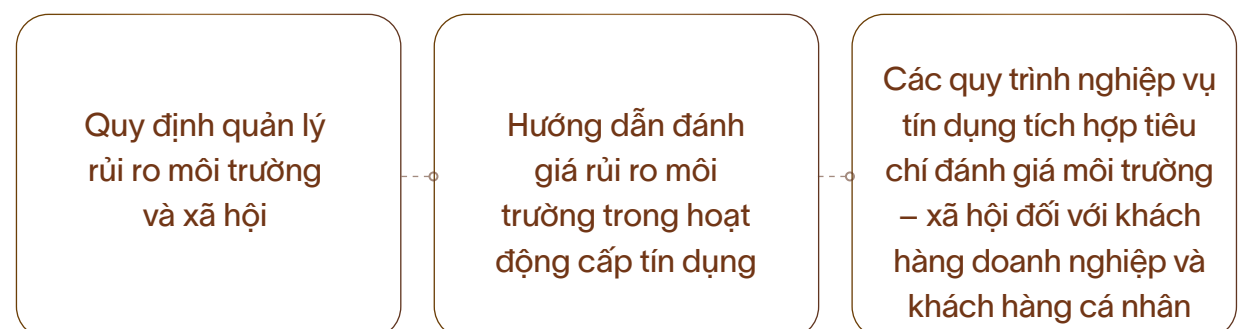 Quy định quản lý
rủi ro môi trường
và xã hội
Hướng dẫn đánh
giá rủi ro môi
trường trong hoạt
động cấp tín dụng
Các quy trình nghiệp vụ
tín dụng tích hợp tiêu
chí đánh giá môi trường
– xã hội đối với khách
hàng doanh nghiệp và
khách hàng cá nhân